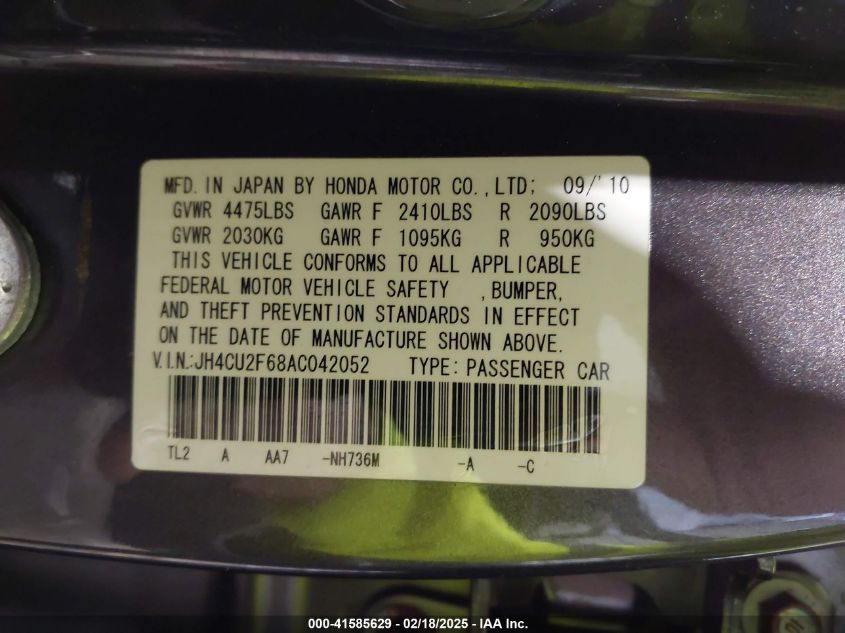 MFD. IN JAPAN BY HONDA MOTOR CO., LTD; 09/'10
GVWR 4475LBS GAWR F 2410LBS R 2090LBS
GVWR 2030KG GAWR F 1095KG R 950KG
THIS VEHICLE CONFORMS TO ALL APPLICABLE
FEDERAL MOTOR VEHICLE SAFETY , BUMPER,
AND THEFT PREVENTION STANDARDS IN EFFECT
ON THE DATE OF MANUFACTURE SHOWN ABOVE.
V.I.N.:JH4CU2F68AC042052 TYPE: PASSENGER CAR
TL2 A AA7 -NH736M -A -C
000-41585629 - 02/18/2025 - IAA Inc.